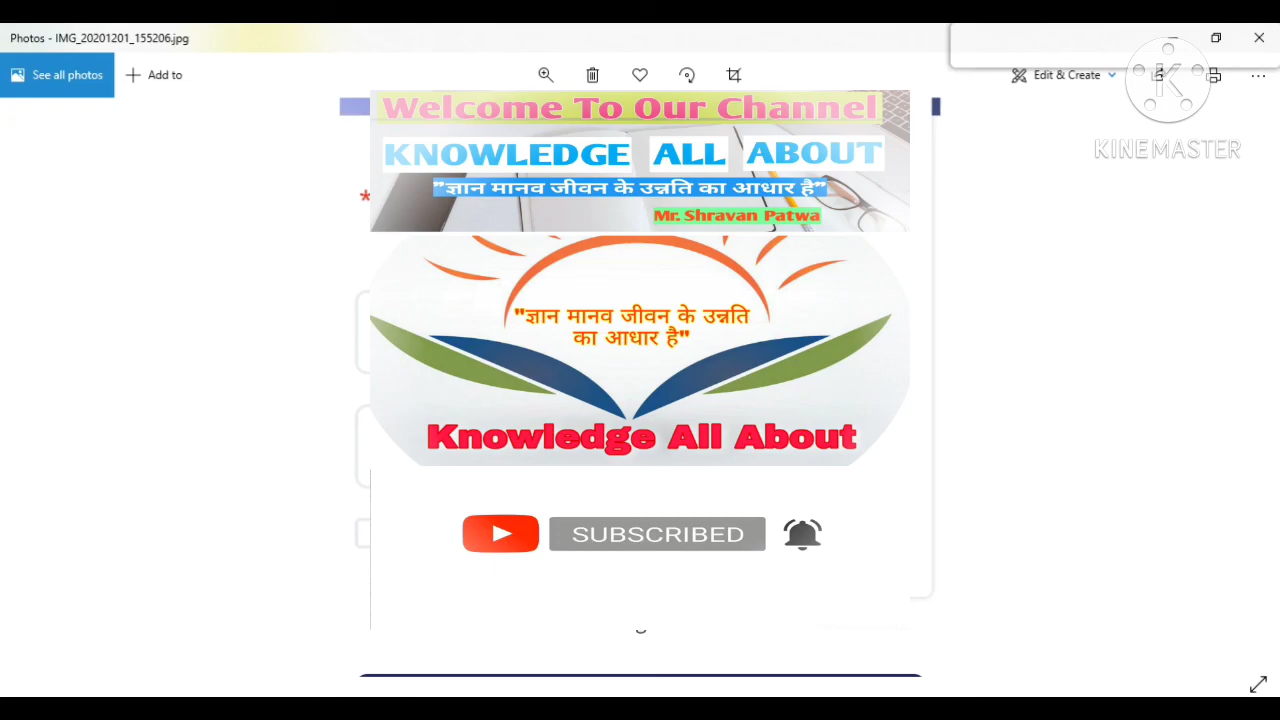 Photos - IMG_20201201_155206.jpg
See all photos
Add to
Edit & Create
KINEMASTER
Welcome To Our Channel
KNOWLEDGE ALL ABOUT
"ज्ञान मानव जीवन के उन्नति का आधार है"
Mr. Shravan Patwa
"ज्ञान मानव जीवन के उन्नति
का आधार है"
Knowledge All About
SUBSCRIBED